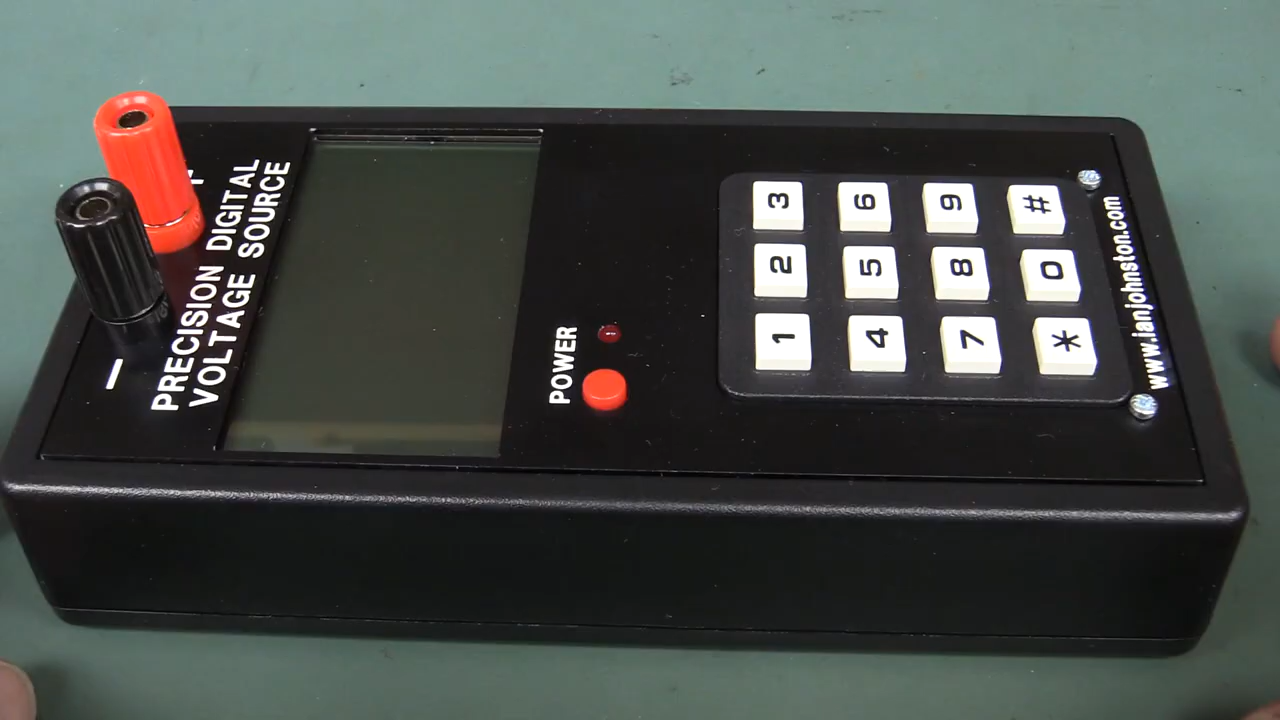 +
−
PRECISION DIGITAL
VOLTAGE SOURCE
POWER
1 2 3
4 5 6
7 8 9
* 0 #
www.ianjohnston.com